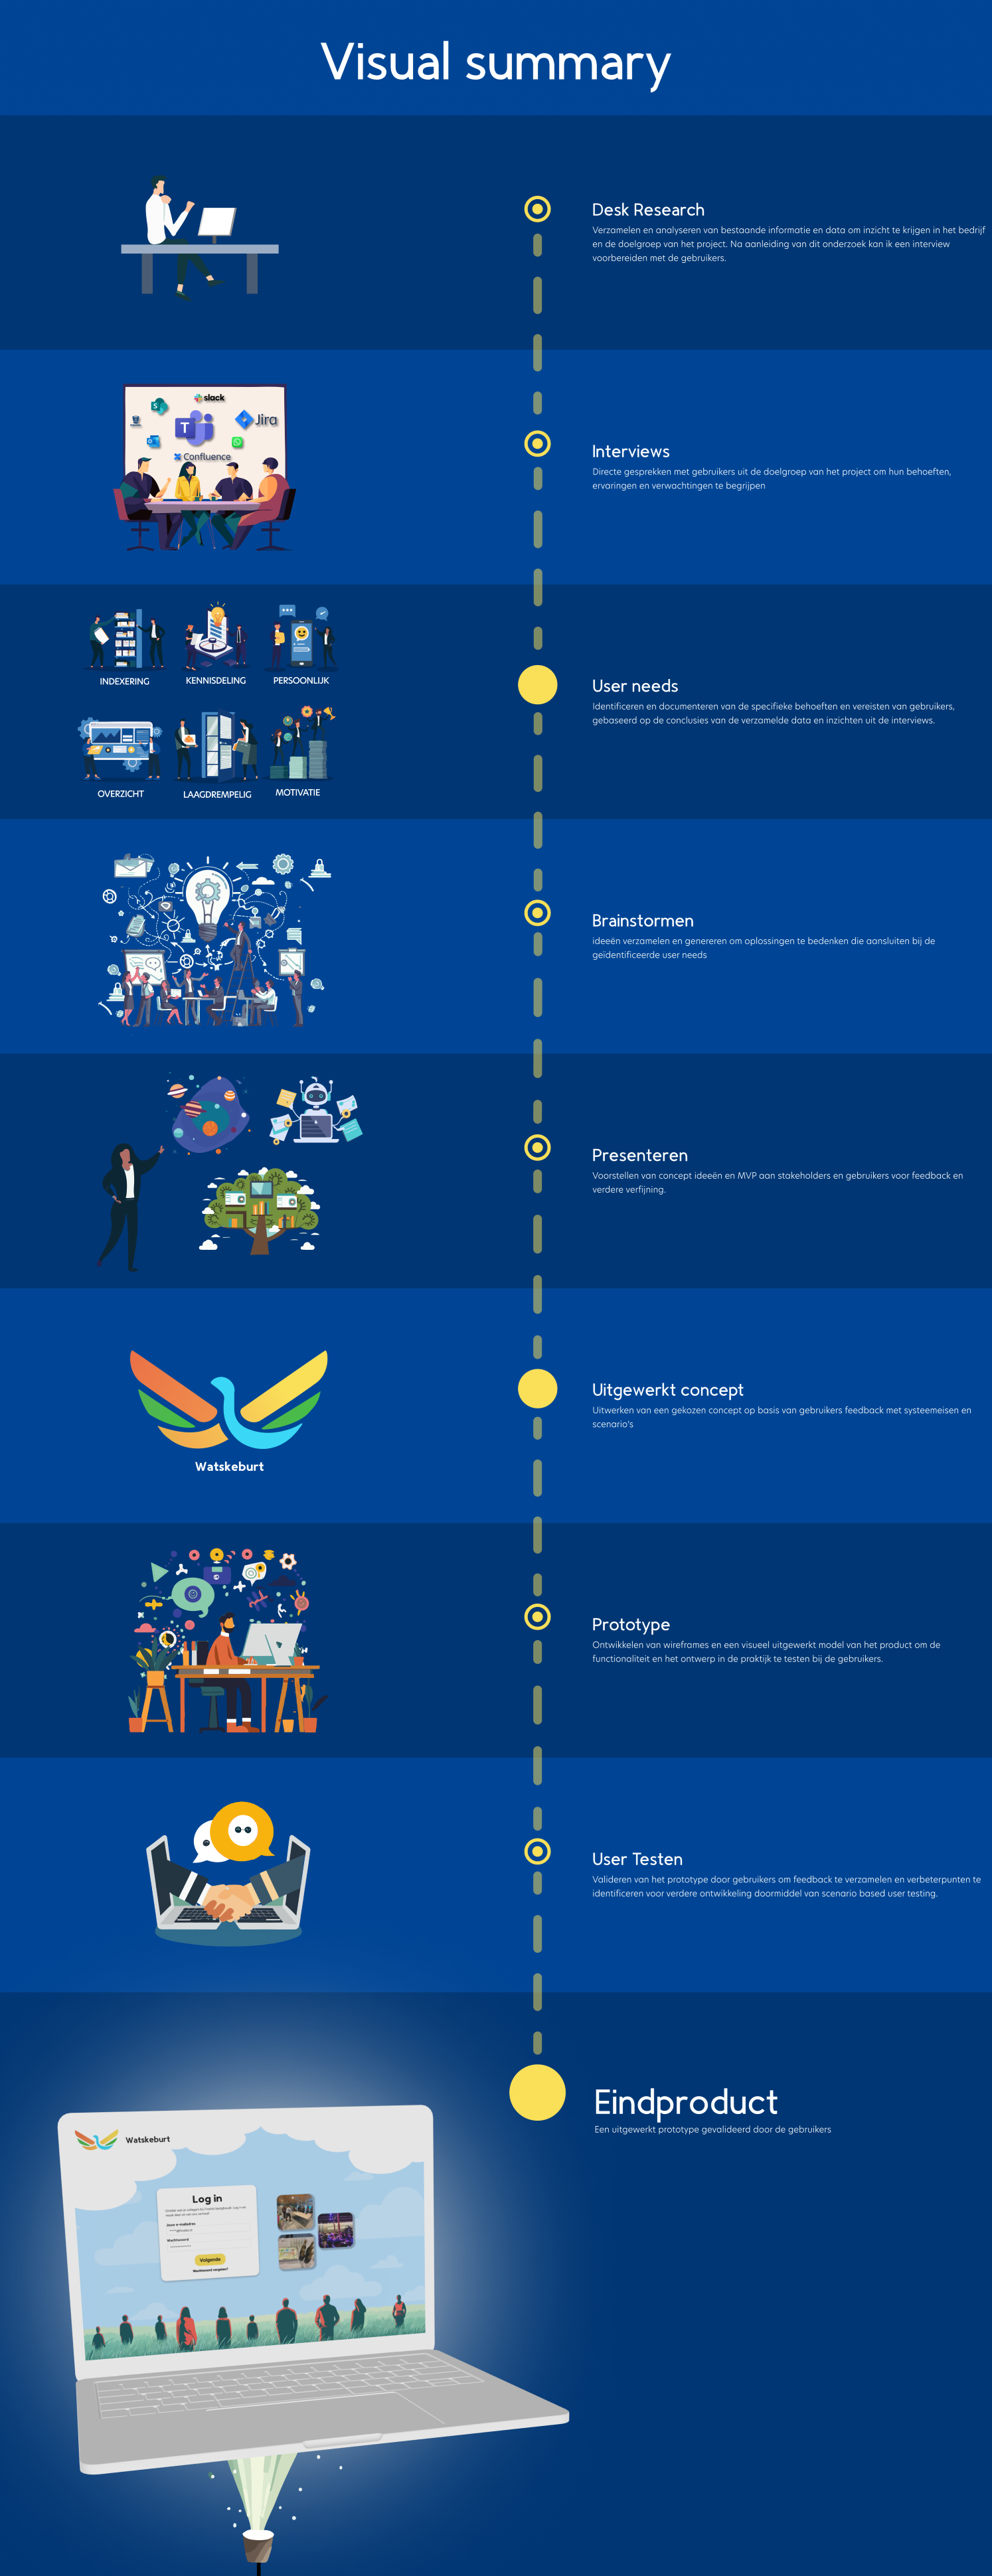 Visual summary
Desk Research
Verzamelen en analyseren van bestaande informatie en data om inzicht te krijgen in het bedrijf
en de doelgroep van het project. Na aanleiding van dit onderzoek kan ik een interview
voorbereiden met de gebruikers.
slack
S
T
Jira
Confluence
Interviews
Directe gesprekken met gebruikers uit de doelgroep van het project om hun behoeften,
ervaringen en verwachtingen te begrijpen
INDEXERING
KENNISDELING
PERSOONLIJK
OVERZICHT
LAAGDREMPELIG
MOTIVATIE
User needs
Identificeren en documenteren van de specifieke behoeften en vereisten van gebruikers,
gebaseerd op de conclusies van de verzamelde data en inzichten uit de interviews.
Brainstormen
ideeën verzamelen en genereren om oplossingen te bedenken die aansluiten bij de
geïdentificeerde user needs
Presenteren
Voorstellen van concept ideeën en MVP aan stakeholders en gebruikers voor feedback en
verdere verfijning.
Watskeburt
Uitgewerkt concept
Uitwerken van een gekozen concept op basis van gebruikers feedback met systeemeisen en
scenario's
Prototype
Ontwikkelen van wireframes en een visueel uitgewerkt model van het product om de
functionaliteit en het ontwerp in de praktijk te testen bij de gebruikers.
User Testen
Valideren van het prototype door gebruikers om feedback te verzamelen en verbeterpunten te
identificeren voor verdere ontwikkeling doormiddel van scenario based user testing.
Eindproduct
Een uitgewerkt prototype gevalideerd door de gebruikers
Watskeburt
Log in
Wachtwoord
Volgende
Wachtwoord vergeten?